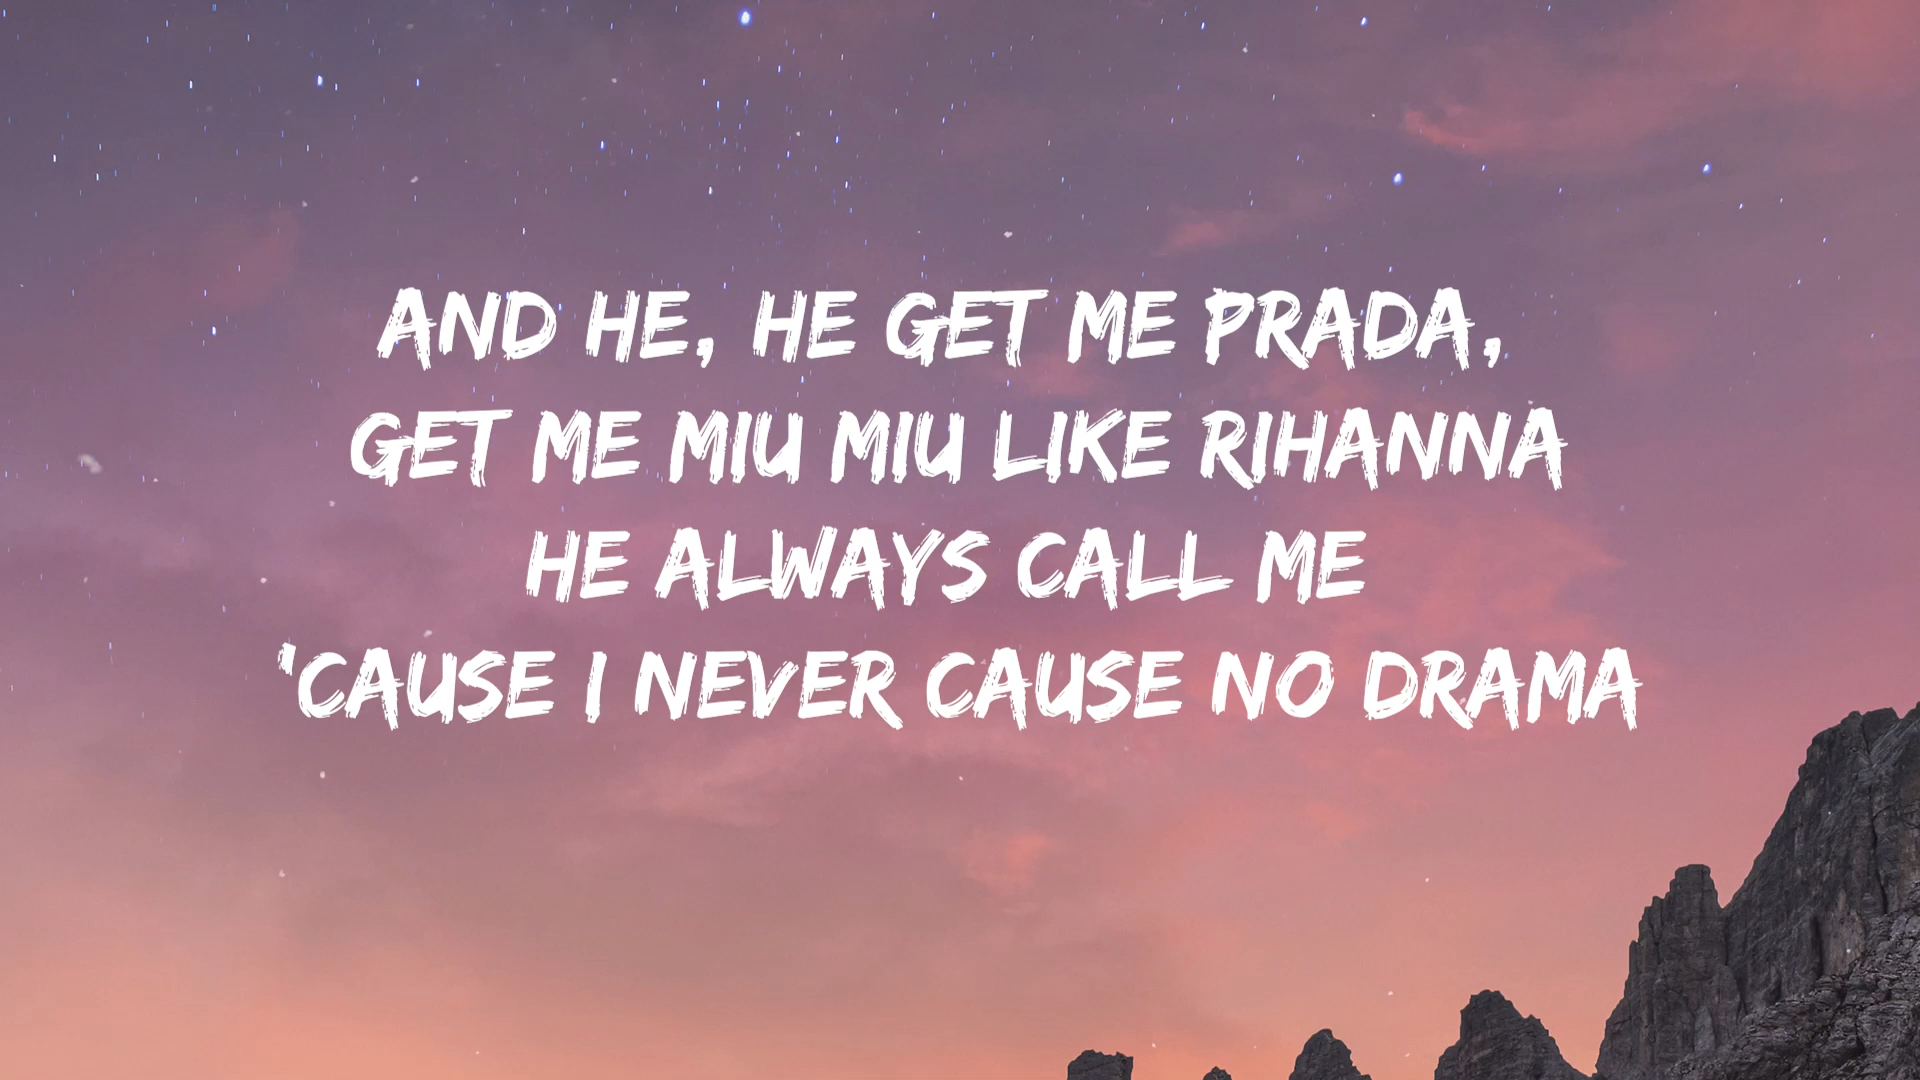 AND HE, HE GET ME PRADA,
GET ME MIU MIU LIKE RIHANNA
HE ALWAYS CALL ME
'CAUSE I NEVER CAUSE NO DRAMA